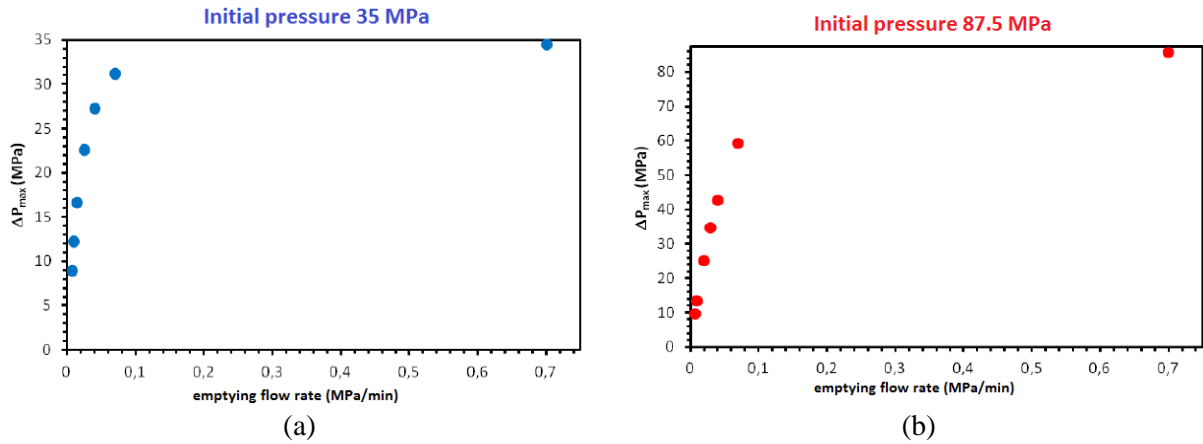 Initial pressure 35 MPa
35
30
25
20
15
10
5
0
ΔPmax (MPa)
0 0,1 0,2 0,3 0,4 0,5 0,6 0,7
emptying flow rate (MPa/min)
(a)
Initial pressure 87.5 MPa
80
70
60
50
40
30
20
10
0
ΔPmax (MPa)
0 0,1 0,2 0,3 0,4 0,5 0,6 0,7
emptying flow rate (MPa/min)
(b)